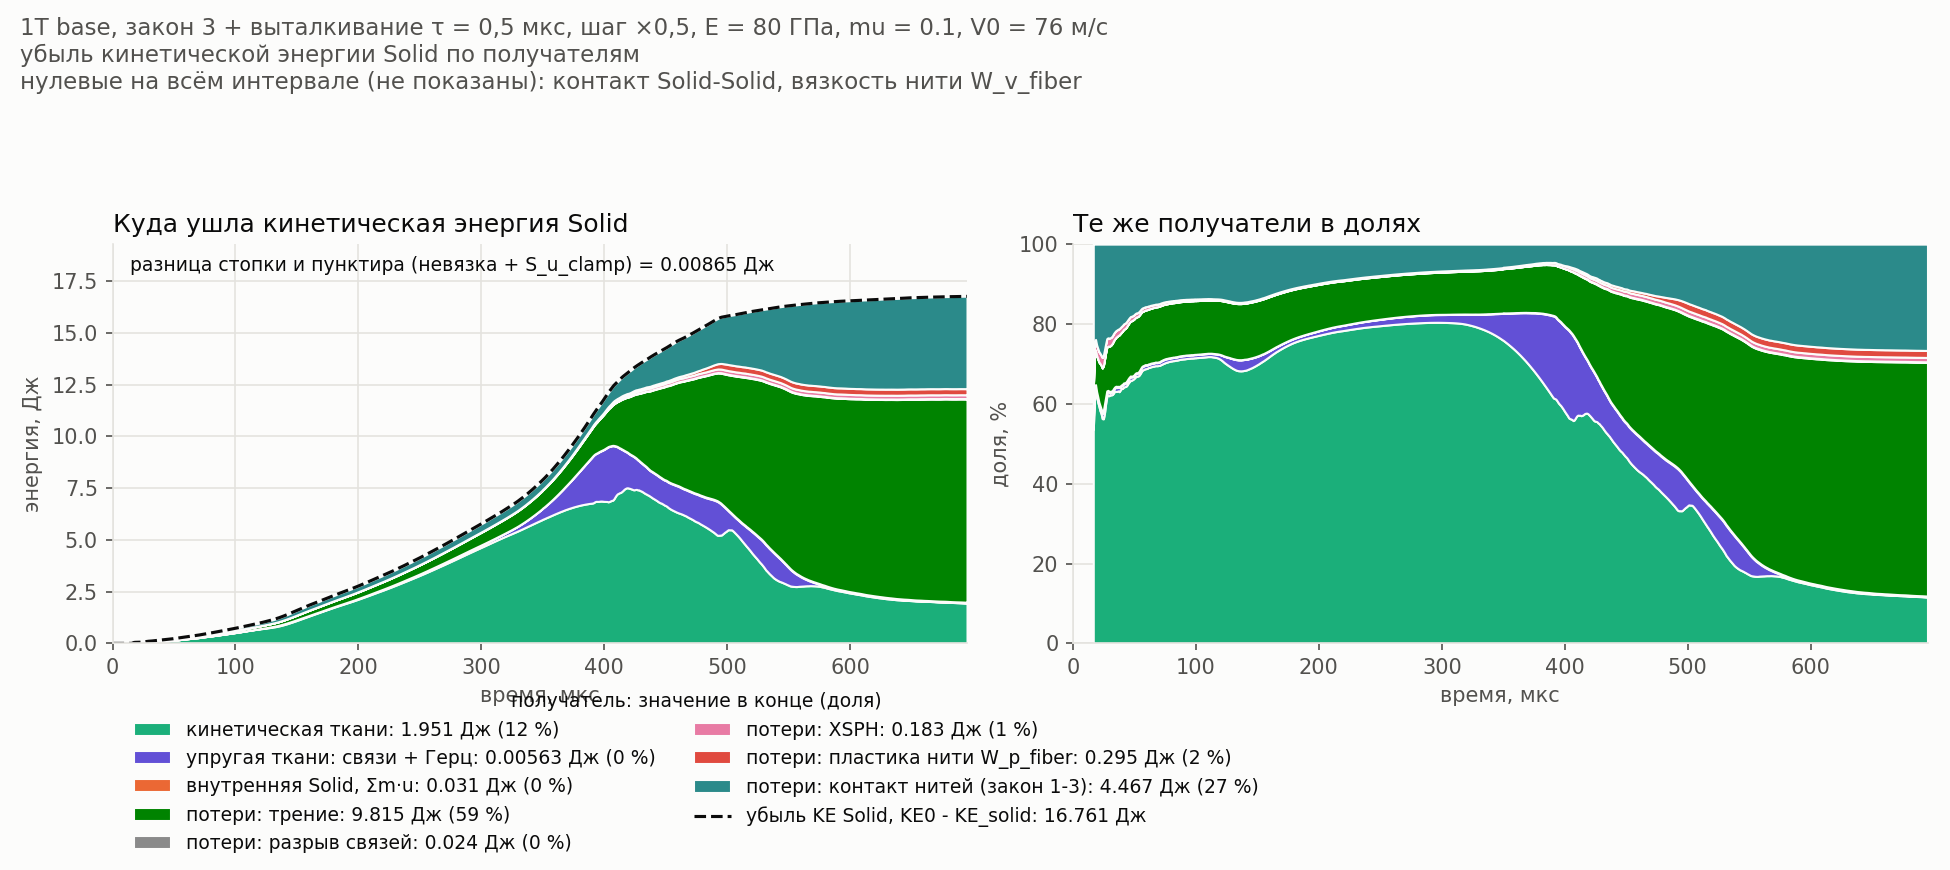 1T base, закон 3 + выталкивание τ = 0,5 мкс, шаг ×0,5, E = 80 ГПа, mu = 0.1, V0 = 76 м/с
убыль кинетической энергии Solid по получателям
нулевые на всём интервале (не показаны): контакт Solid-Solid, вязкость нити W_v_fiber
Куда ушла кинетическая энергия Solid
разница стопки и пунктира (невязка + S_u_clamp) = 0.00865 Дж
энергия, Дж
17.5
15.0
12.5
10.0
7.5
5.0
2.5
0.0
0 100 200 300 400 500 600
время, мкс
Те же получатели в долях
доля, %
100
80
60
40
20
0
0 100 200 300 400 500 600
время, мкс
получатель: значение в конце (доля)
кинетическая ткани: 1.951 Дж (12 %)
упругая ткани: связи + Герц: 0.00563 Дж (0 %)
внутренняя Solid, Σm·u: 0.031 Дж (0 %)
потери: трение: 9.815 Дж (59 %)
потери: разрыв связей: 0.024 Дж (0 %)
потери: XSPH: 0.183 Дж (1 %)
потери: пластика нити W_p_fiber: 0.295 Дж (2 %)
потери: контакт нитей (закон 1-3): 4.467 Дж (27 %)
убыль KE Solid, KE0 - KE_solid: 16.761 Дж